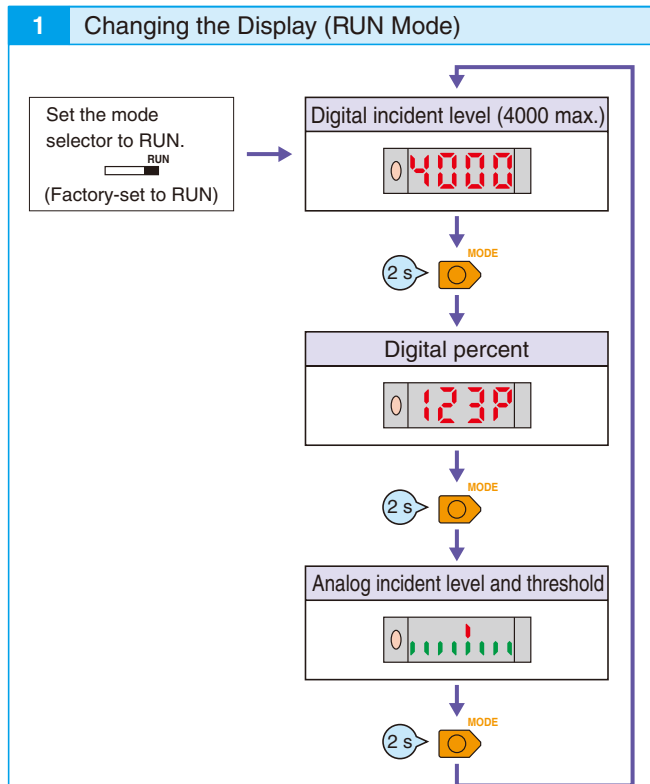 1 Changing the Display (RUN Mode)
Set the mode
selector to RUN.
RUN
(Factory-set to RUN)
Digital incident level (4000 max.)
4000
MODE
2 s
Digital percent
123P
MODE
2 s
Analog incident level and threshold
MODE
2 s